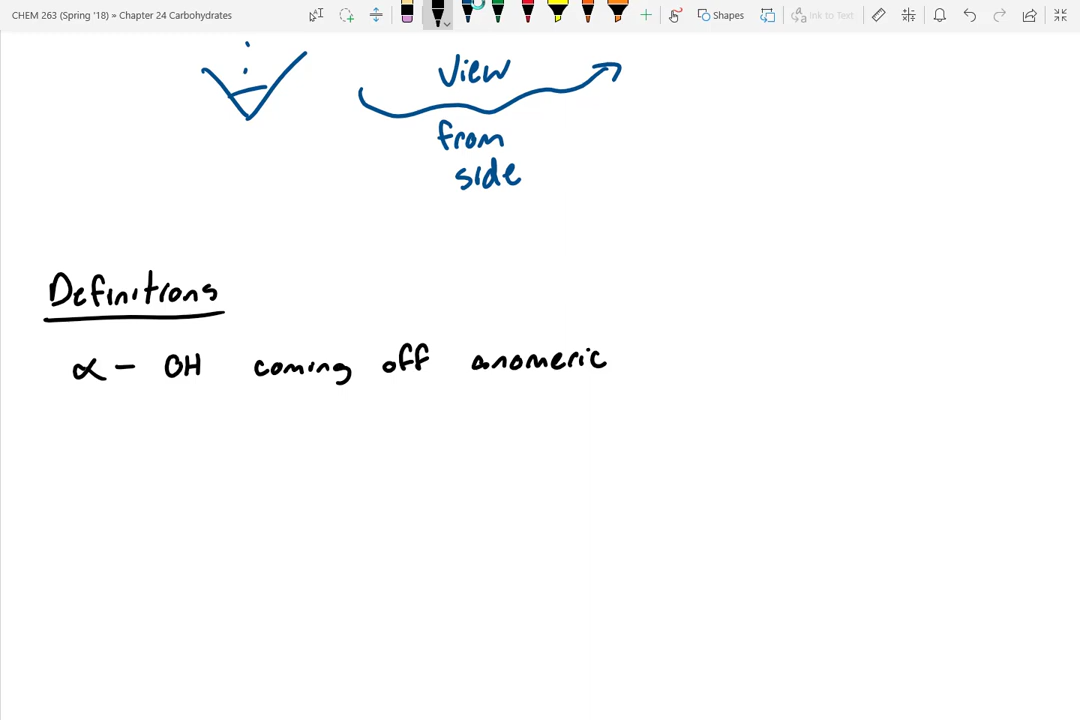 CHEM 263 (Spring '18) » Chapter 24 Carbohydrates
Shapes
Ink to Text
View
from
side
Definitions
α - OH coming off anomeric